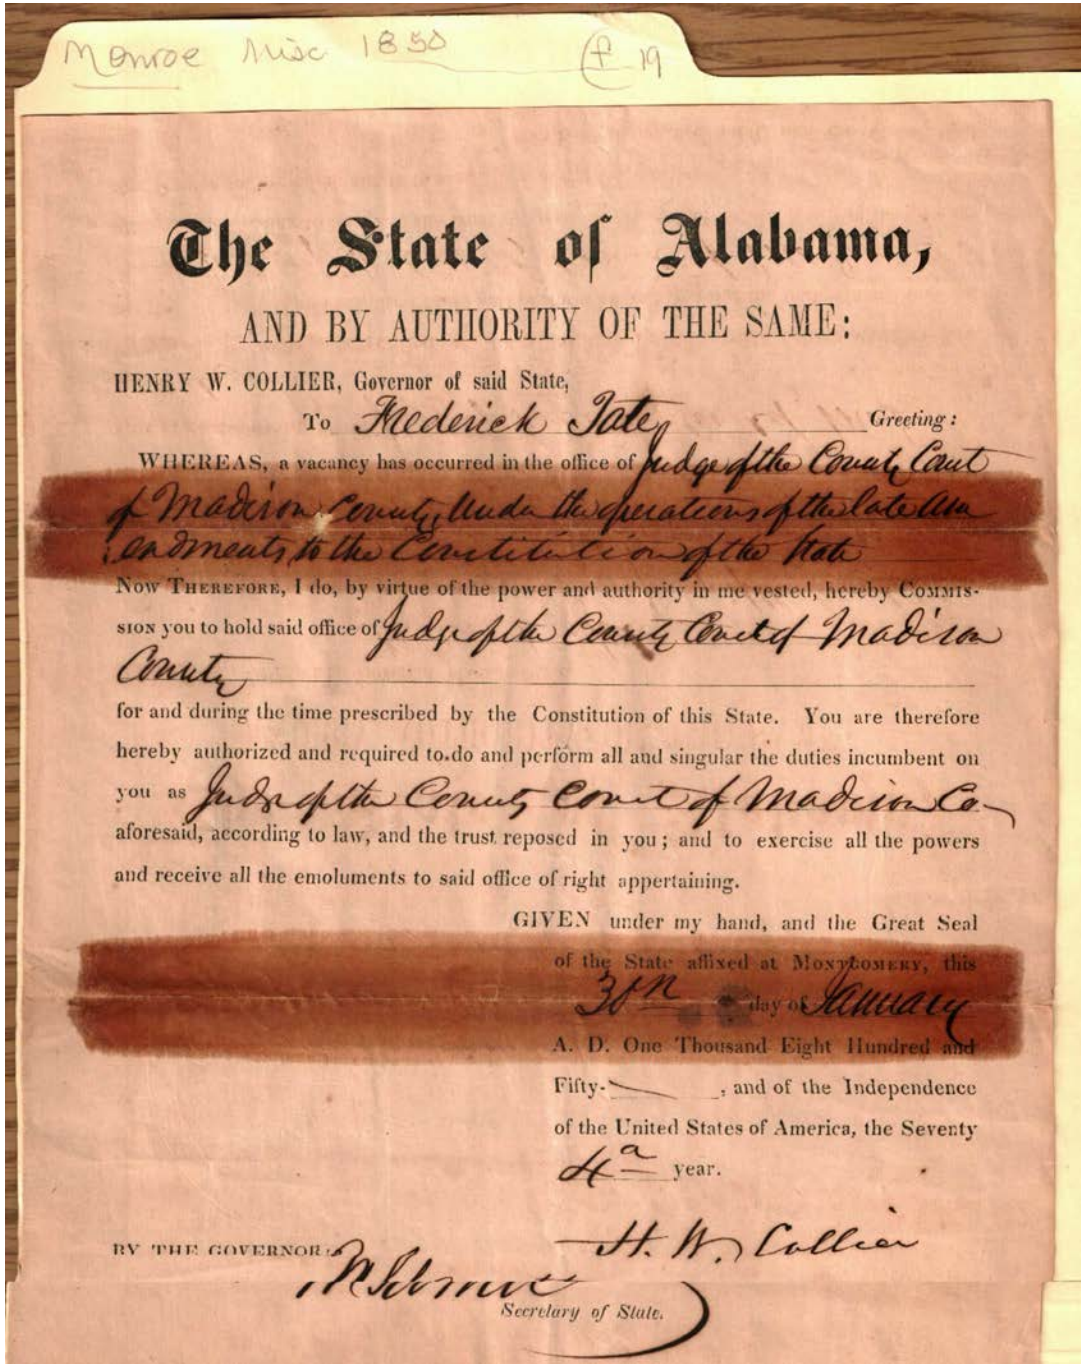 Monroe Misc 1850 (f 19
The State of Alabama,
AND BY AUTHORITY OF THE SAME:
HENRY W. COLLIER, Governor of said State,
To Frederick Tate, Greeting:
WHEREAS, a vacancy has occurred in the office of Judge of the County Court
of Madison County, Under the operations of the late Am
endments to the Constitution of the State
NOW THEREFORE, I do, by virtue of the power and authority in me vested, hereby COMMIS-
SION you to hold said office of Judge of the County Court of Madison
County
for and during the time prescribed by the Constitution of this State. You are therefore
hereby authorized and required to do and perform all and singular the duties incumbent on
you as Judge of the County Court of Madison Co
aforesaid, according to law, and the trust reposed in you; and to exercise all the powers
and receive all the emoluments to said office of right appertaining.
GIVEN under my hand, and the Great Seal
of the State affixed at MONTGOMERY, this
30th day of January
A. D. One Thousand Eight Hundred and
Fifty- , and of the Independence
of the United States of America, the Seventy
4th year.
H. W. Collier
BY THE GOVERNOR:
Secretary of State.